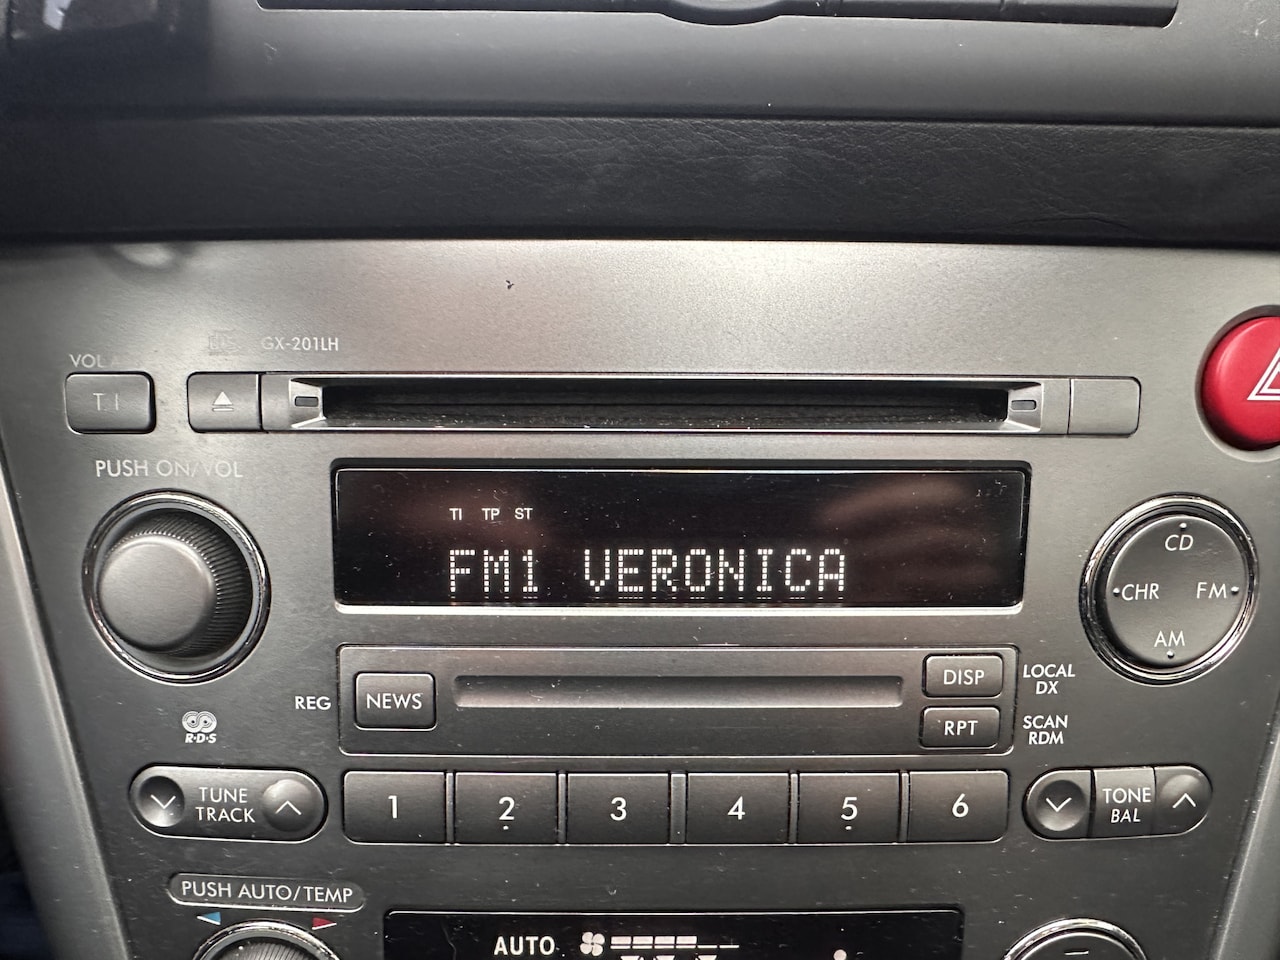 GX-201LH
VOL
TI
PUSH ON/VOL
TI TP ST
FM1 VERONICA
CD
CHR
FM
AM
REG
NEWS
DISP
LOCAL
DX
RPT
SCAN
RDM
R·D·S
TUNE
TRACK
1
2
3
4
5
6
TONE
BAL
PUSH AUTO/TEMP
AUTO